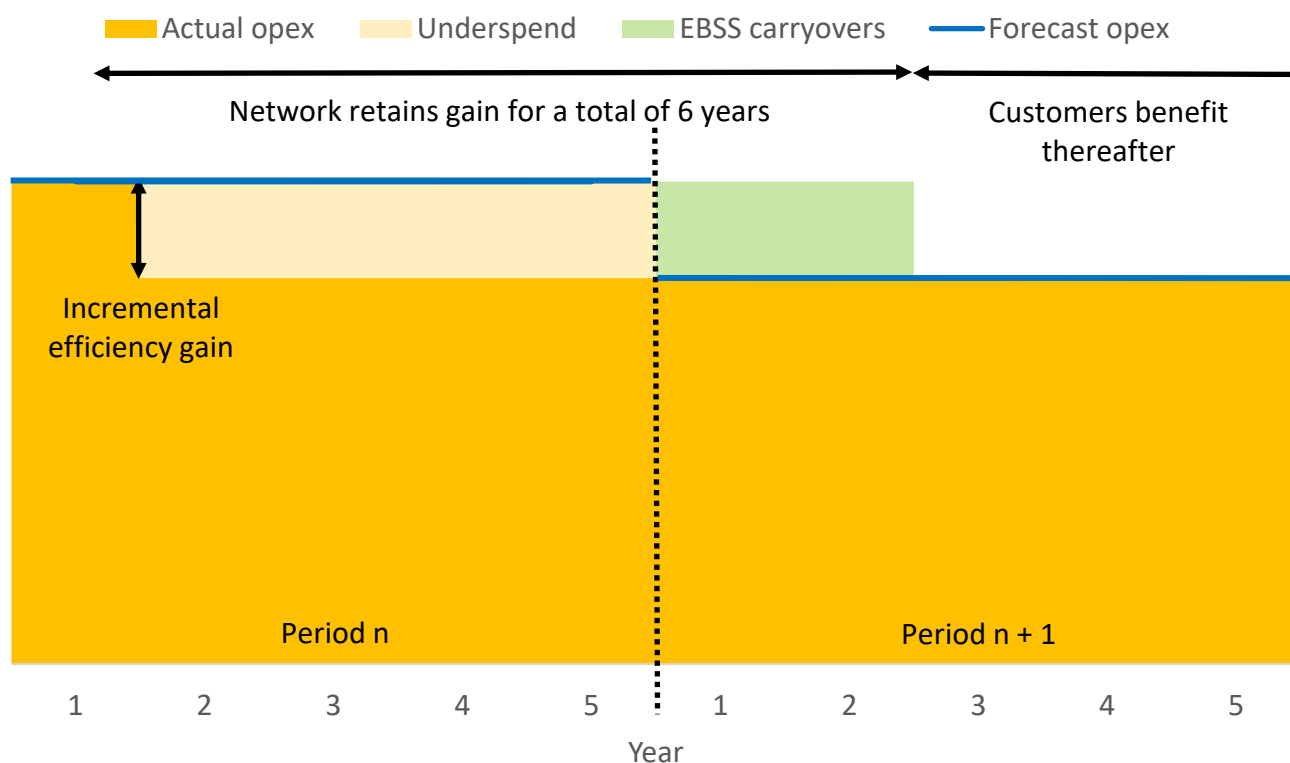 Actual opex Underspend EBSS carryovers Forecast opex
Network retains gain for a total of 6 years
Customers benefit
thereafter
Incremental
efficiency gain
Period n
Period n + 1
1 2 3 4 5 1 2 3 4 5
Year